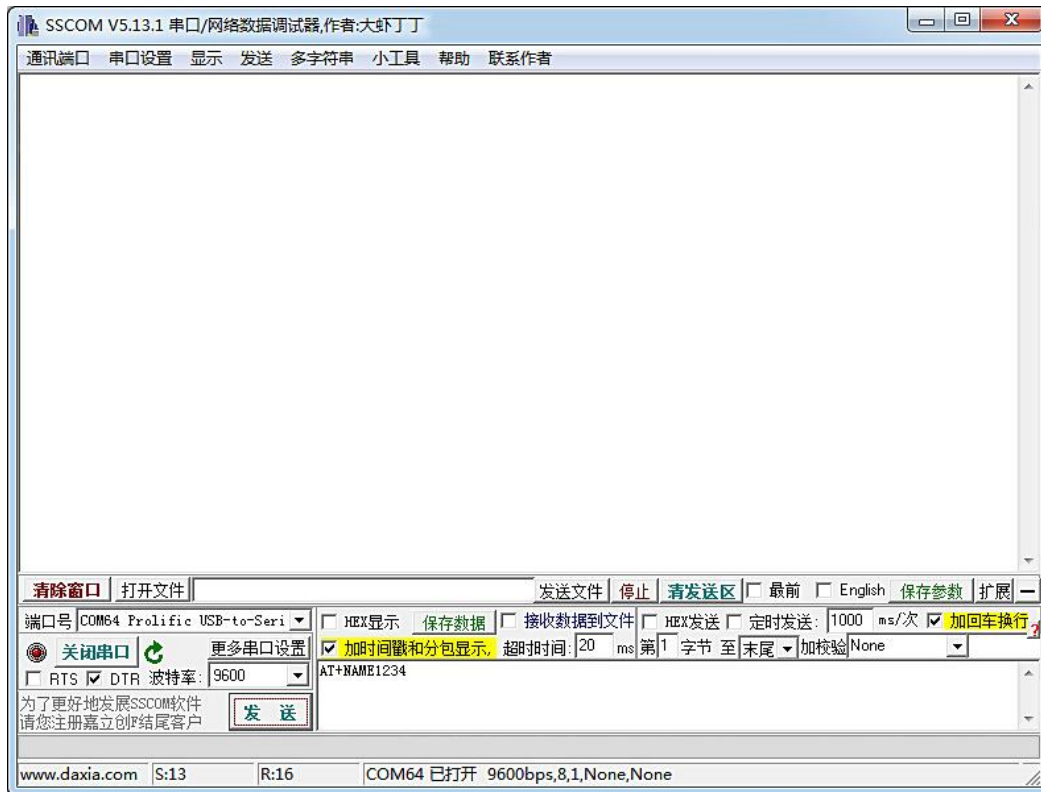 SSCOM V5.13.1 串口/网络数据调试器,作者:大虾丁丁
通讯端口 串口设置 显示 发送 多字符串 小工具 帮助 联系作者
清除窗口 打开文件 发送文件 停止 清发送区 最前 English 保存参数 扩展 —
端口号 COM64 Prolific USB-to-Seri HEX显示 保存数据 接收数据到文件 HEX发送 定时发送: 1000 ms/次 加回车换行 ?
关闭串口 更多串口设置 加时间戳和分包显示, 超时时间: 20 ms 第 1 字节 至 末尾 加校验 None
RTS DTR 波特率: 9600 AT+NAME1234
为了更好地发展SSCOM软件
请您注册嘉立创F结尾客户
发 送
www.daxia.com S:13 R:16 COM64 已打开 9600bps,8,1,None,None